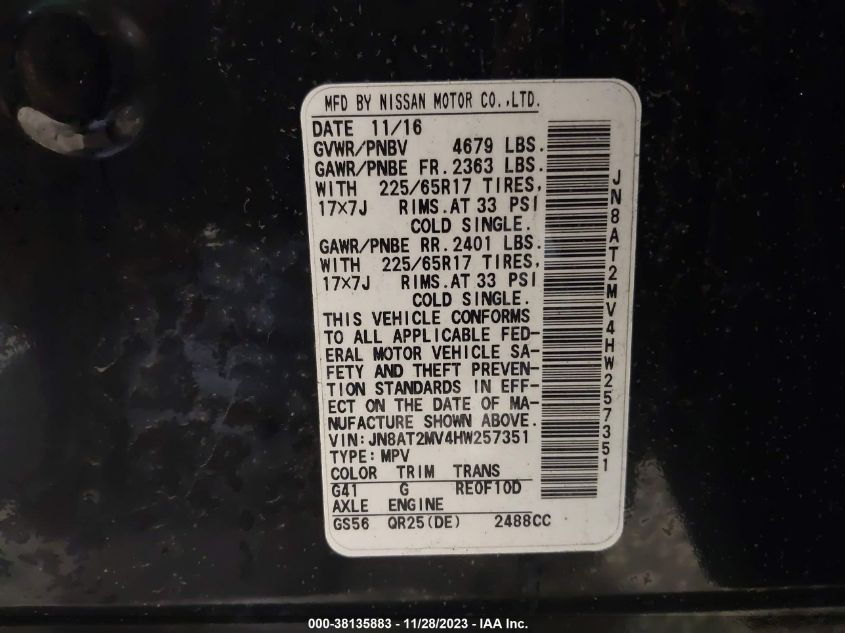 MFD BY NISSAN MOTOR CO.,LTD.
DATE 11/16
GVWR/PNBV 4679 LBS.
GAWR/PNBE FR. 2363 LBS.
WITH 225/65R17 TIRES,
17×7J RIMS. AT 33 PSI
COLD SINGLE.
GAWR/PNBE RR. 2401 LBS.
WITH 225/65R17 TIRES,
17×7J RIMS. AT 33 PSI
COLD SINGLE.
THIS VEHICLE CONFORMS
TO ALL APPLICABLE FED-
ERAL MOTOR VEHICLE SA-
FETY AND THEFT PREVEN-
TION STANDARDS IN EFF-
ECT ON THE DATE OF MA-
NUFACTURE SHOWN ABOVE.
VIN: JN8AT2MV4HW257351
TYPE: MPV
COLOR TRIM TRANS
G41 G RE0F10D
AXLE ENGINE
GS56 QR25(DE) 2488CC
JN8AT2MV4HW257351
000-38135883 - 11/28/2023 - IAA Inc.